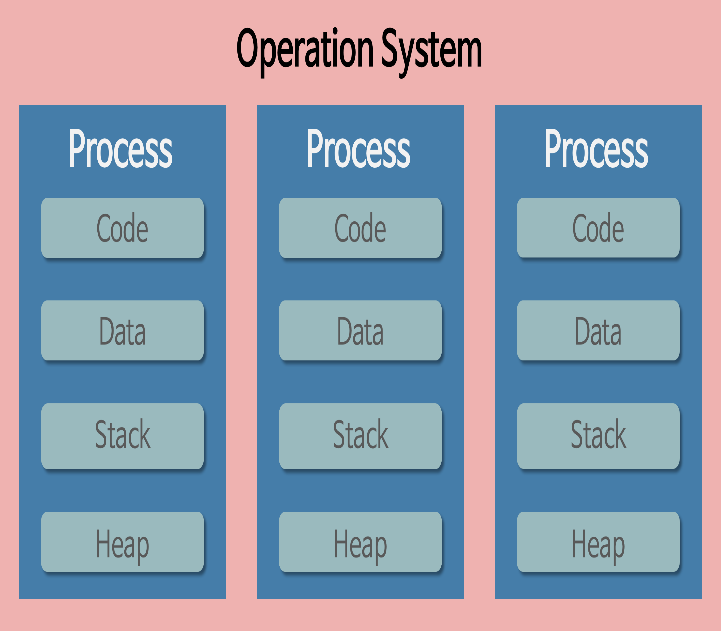 Operation System
Process
Code
Data
Stack
Heap
Process
Code
Data
Stack
Heap
Process
Code
Data
Stack
Heap